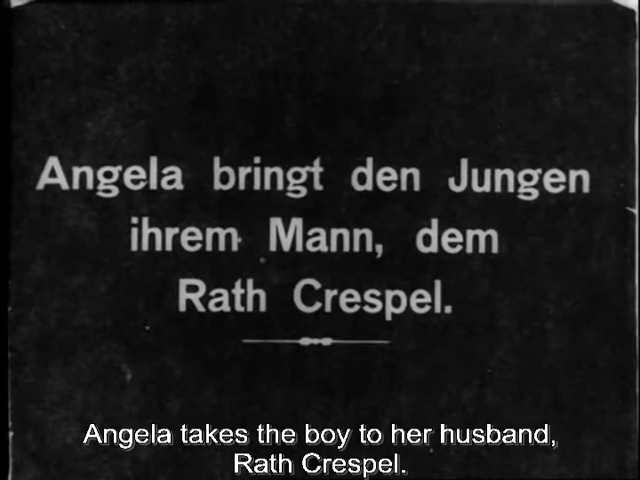 Angela bringt den Jungen
ihrem Mann, dem
Rath Crespel.
Angela takes the boy to her husband,
Rath Crespel.